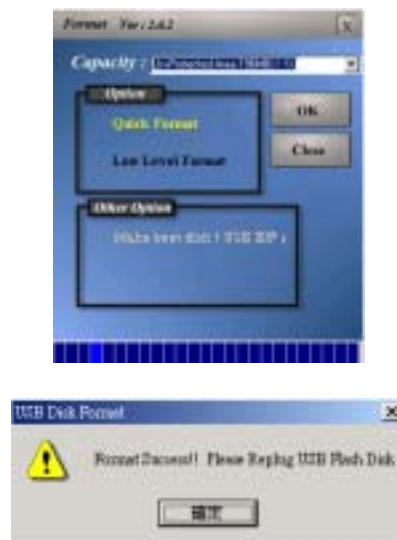 Format Ver : 2.6.2
X
Capacity :
Option
Quick Format
OK
Low Level Format
Close
Other Option
USB Disk Format
Format Success!! Please Replug USB Flash Disk
確定